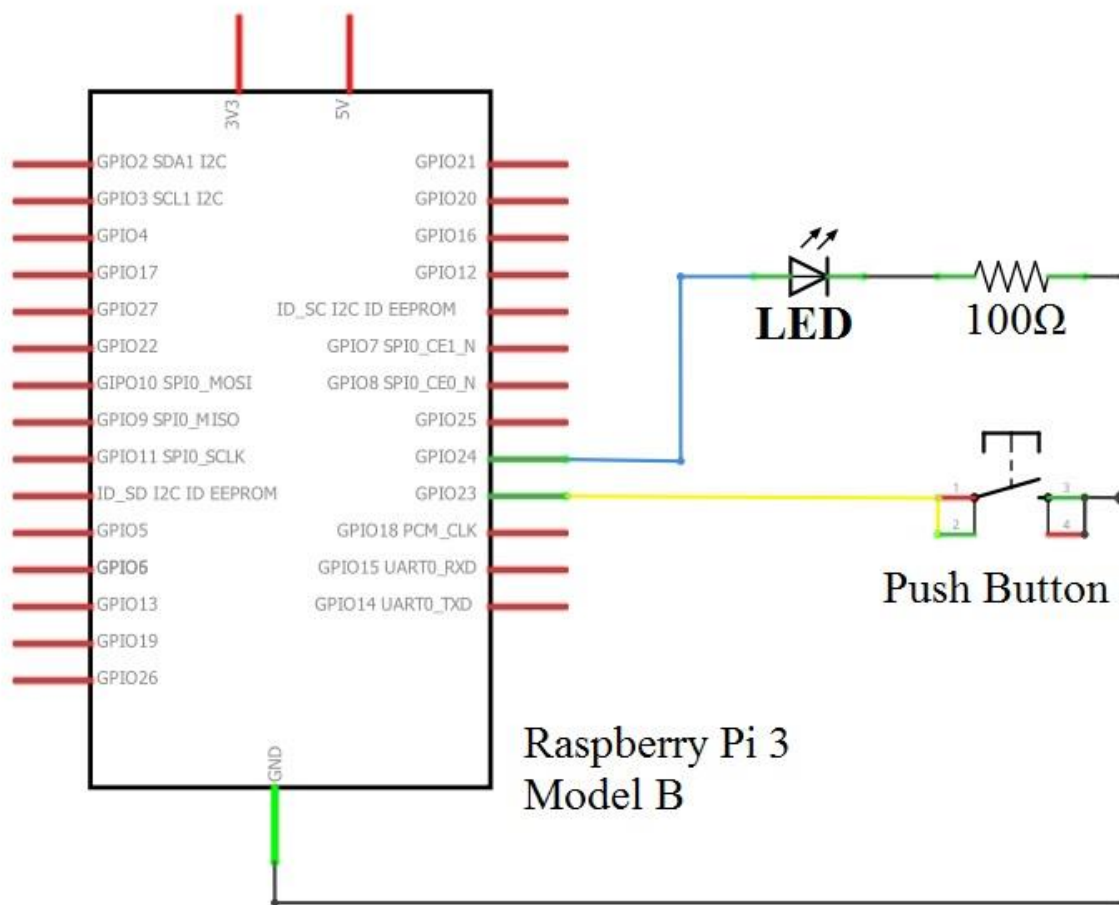 3V3
5V
GPIO2 SDA1 I2C
GPIO3 SCL1 I2C
GPIO4
GPIO17
GPIO27
GPIO22
GIPO10 SPI0_MOSI
GPIO9 SPI0_MISO
GPIO11 SPI0_SCLK
ID_SD I2C ID EEPROM
GPIO5
GPIO6
GPIO13
GPIO19
GPIO26
GPIO21
GPIO20
GPIO16
GPIO12
ID_SC I2C ID EEPROM
GPIO7 SPI0_CE1_N
GPIO8 SPI0_CE0_N
GPIO25
GPIO24
GPIO23
GPIO18 PCM_CLK
GPIO15 UART0_RXD
GPIO14 UART0_TXD
GND
LED
100Ω
1
2
3
4
Push Button
Raspberry Pi 3
Model B